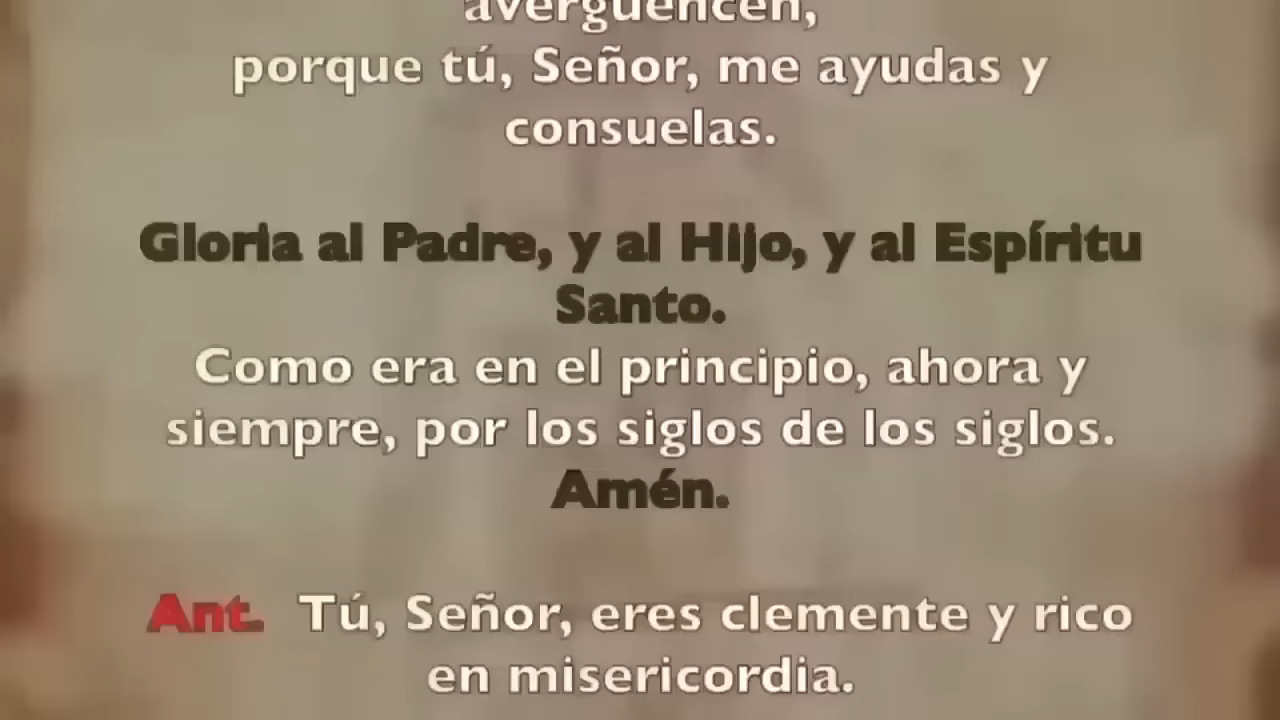 avergüencen,
porque tú, Señor, me ayudas y
consuelas.
Gloria al Padre, y al Hijo, y al Espíritu
Santo.
Como era en el principio, ahora y
siempre, por los siglos de los siglos.
Amén.
Ant. Tú, Señor, eres clemente y rico
en misericordia.